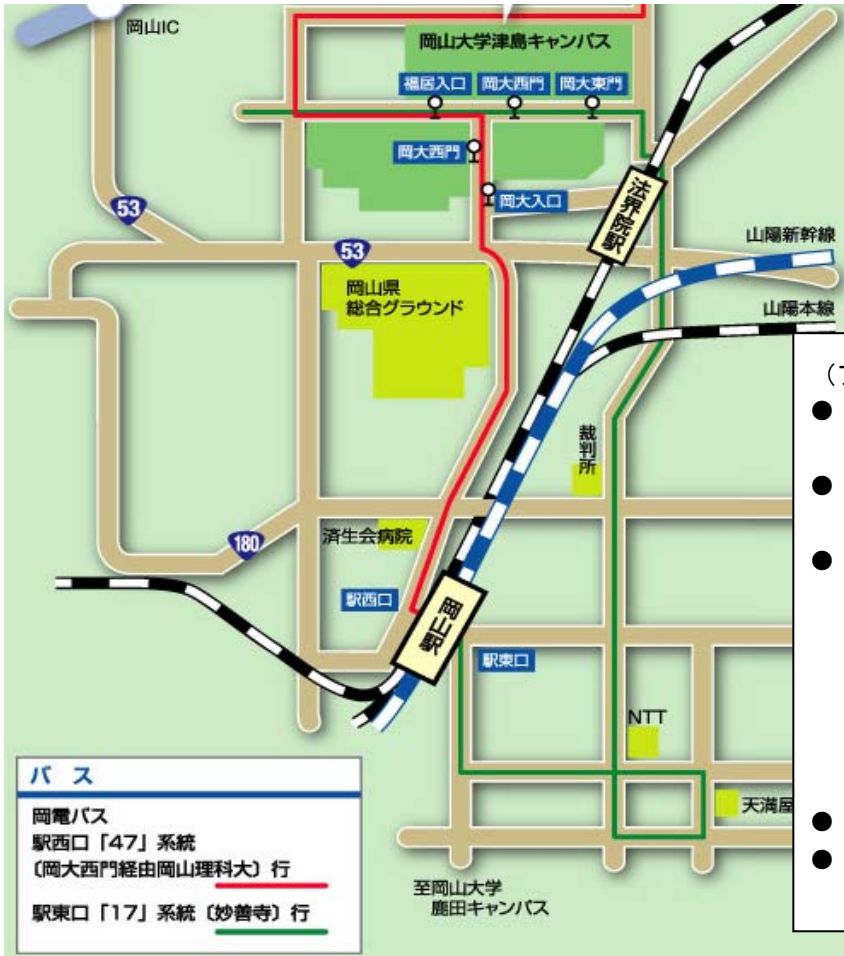 岡山IC
岡山大学津島キャンパス
福居入口
岡大西門
岡大東門
岡大西門
岡大入口
法界院駅
53
53
山陽新幹線
山陽本線
岡山県
総合グラウンド
裁判所
180
済生会病院
駅西口
岡山駅
駅東口
NTT
天満屋
至岡山大学
鹿田キャンパス
バス
岡電バス
駅西口「47」系統
〔岡大西門経由岡山理科大〕行
駅東口「17」系統〔妙善寺〕行
●
●
●
●
●